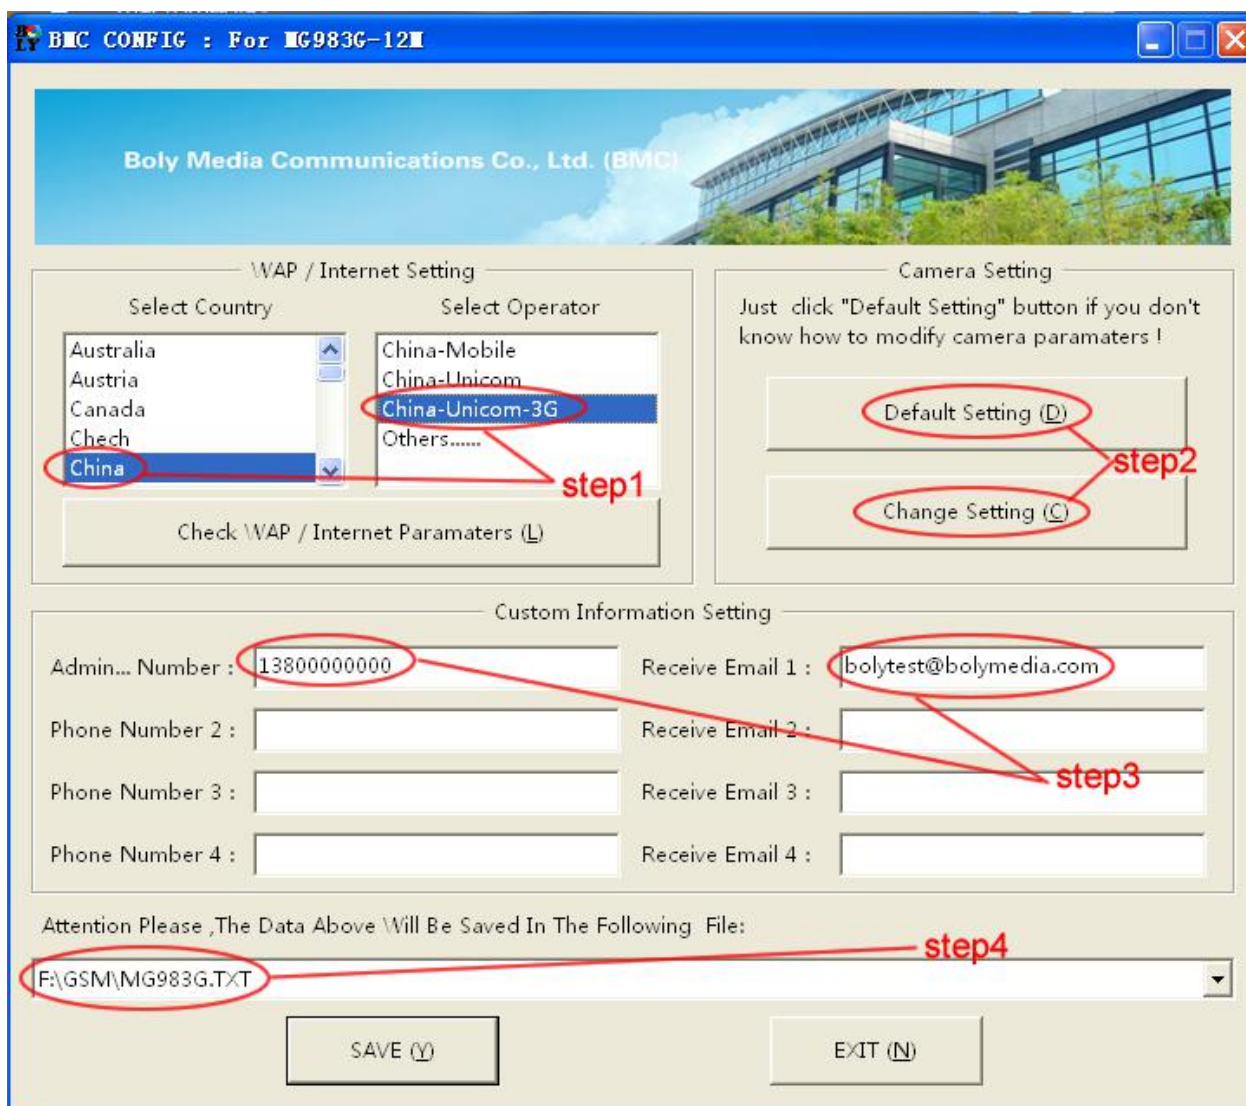 BMC CONFIG : For MG983G-12M
Boly Media Communications Co., Ltd. (BMC)
WAP / Internet Setting
Select Country
Select Operator
Australia
Austria
Canada
Chech
China
China-Mobile
China-Unicom
China-Unicom-3G
Others......
step1
Check WAP / Internet Paramaters (L)
Camera Setting
Just click "Default Setting" button if you don't
know how to modify camera paramaters !
Default Setting (D)
step2
Change Setting (C)
Custom Information Setting
Admin... Number : 13800000000
Receive Email 1 : bolytest@bolymedia.com
Phone Number 2 :
Receive Email 2 :
step3
Phone Number 3 :
Receive Email 3 :
Phone Number 4 :
Receive Email 4 :
Attention Please ,The Data Above Will Be Saved In The Following File:
step4
F:\GSM\MG983G.TXT
SAVE (Y)
EXIT (N)